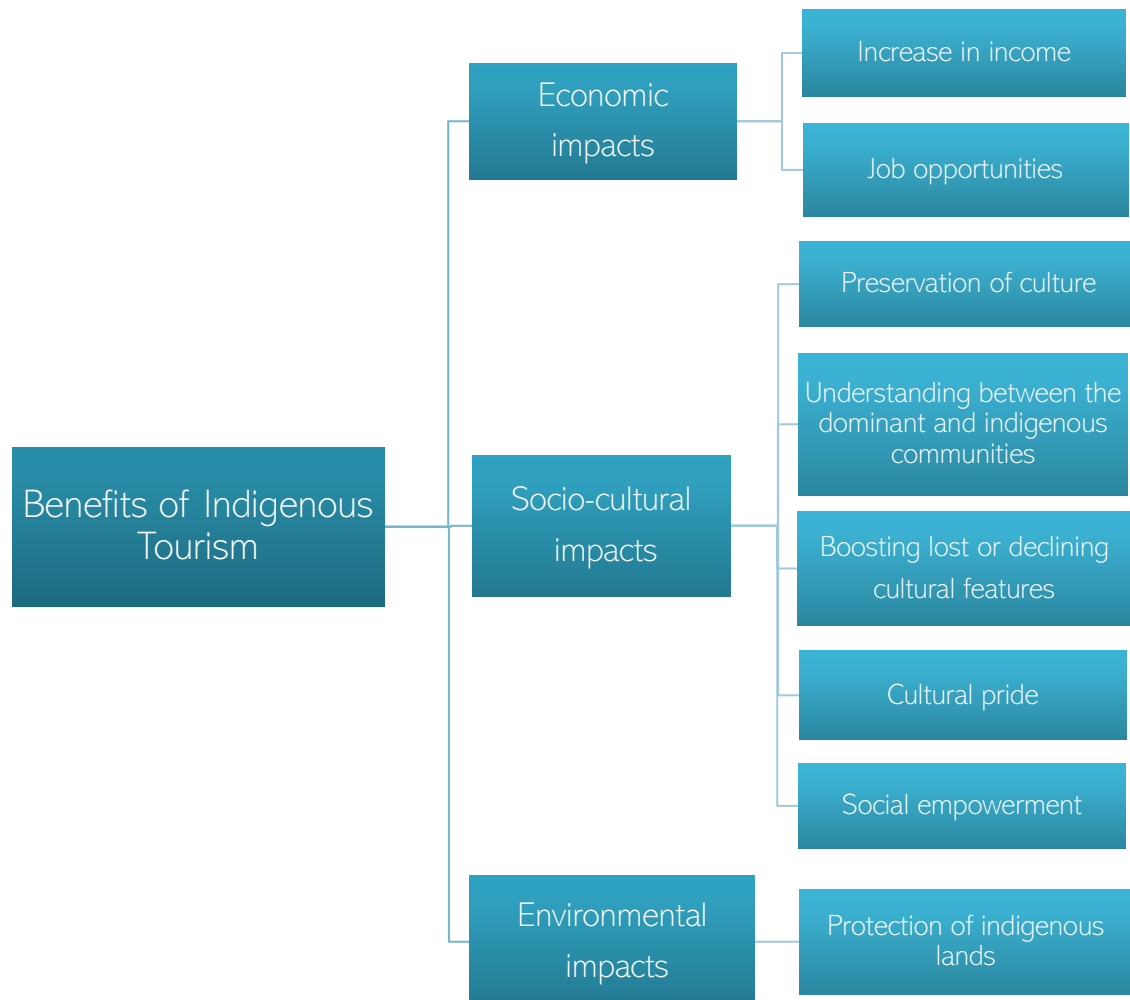 Benefits of Indigenous
Tourism
Economic
impacts
Increase in income
Job opportunities
Socio-cultural
impacts
Preservation of culture
Understanding between the
dominant and indigenous
communities
Boosting lost or declining
cultural features
Cultural pride
Social empowerment
Environmental
impacts
Protection of indigenous
lands